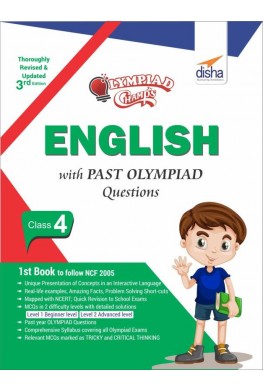 Thoroughly
Revised &
Updated
3rd Edition
OLYMPIAD
CHAMPS
disha
ENGLISH
with PAST OLYMPIAD
Questions
Class 4
1st Book to follow NCF 2005
• Unique Presentation of Concepts in an Interactive Language
• Real-life examples, Amazing Facts, Problem Solving Short-cuts
• Mapped with NCERT, Quick Revision to School Exams
• MCQs in 2 difficulty levels with detailed solutions
Level 1 Beginner level Level 2 Advanced level
• Past year OLYMPIAD Questions
• Comprehensive Syllabus covering all Olympiad Exams
• Relevant MCQs marked as TRICKY and CRITICAL THINKING